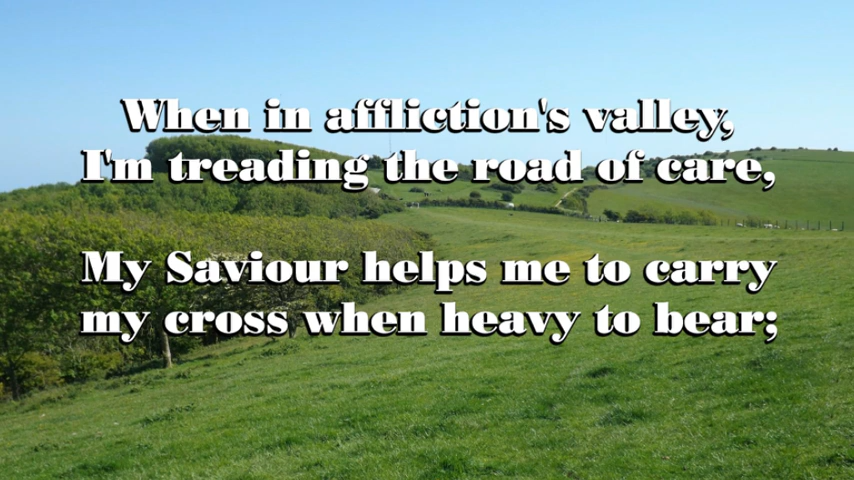 When in affliction's valley,
I'm treading the road of care,
My Saviour helps me to carry
my cross when heavy to bear;